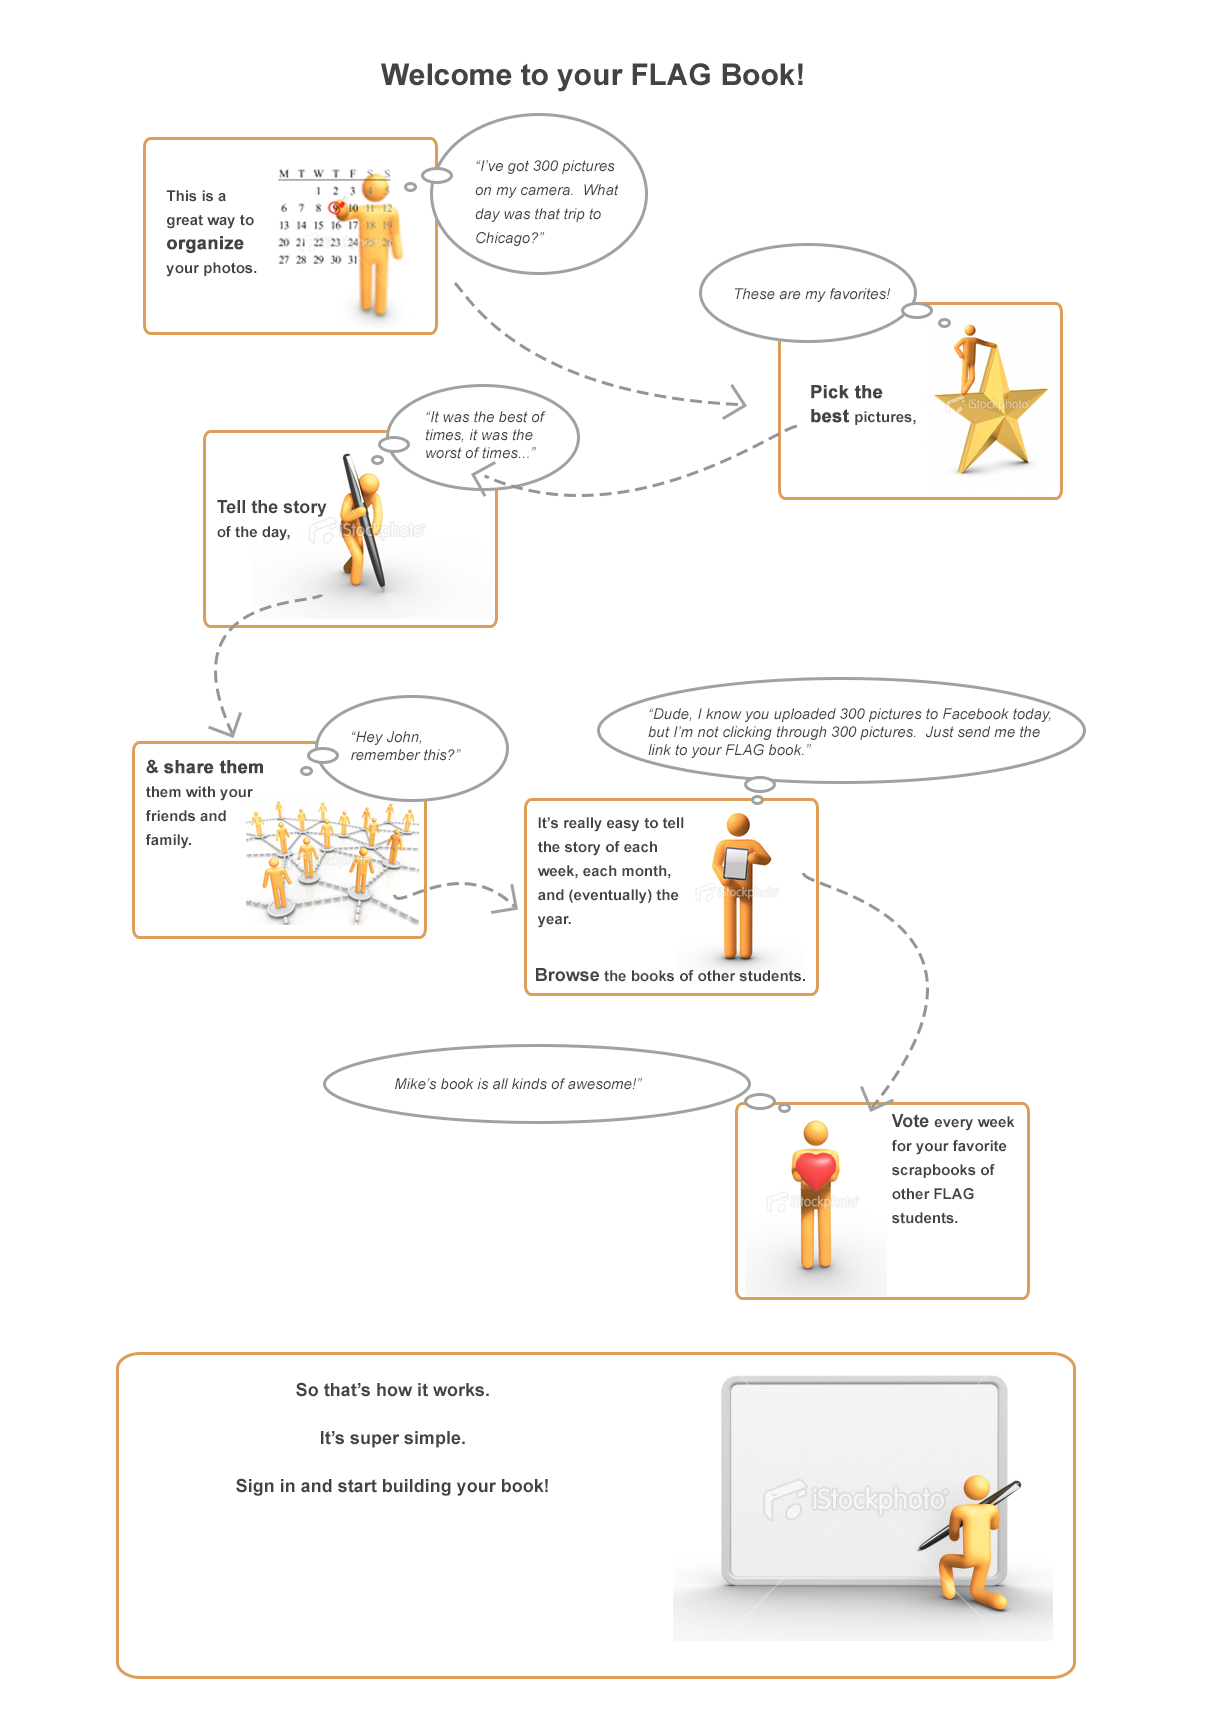 Welcome to your FLAG Book!
“I’ve got 300 pictures
on my camera.  What
day was that trip to
Chicago?”
This is a
great way to
organize
your photos.
M T W T F S S
1 2 3 4 5
6 7 8 9 10 11 12
13 14 15 16 17 18 19
20 21 22 23 24 25 26
27 28 29 30 31
These are my favorites!
Pick the
best pictures,
iStockphoto
“It was the best of
times, it was the
worst of times...”
Tell the story
of the day,
iStockphoto
“Hey John,
remember this?”
& share them
them with your
friends and
family.
iStockphoto
“Dude, I know you uploaded 300 pictures to Facebook today,
but I’m not clicking through 300 pictures.  Just send me the
link to your FLAG book.”
It’s really easy to tell
the story of each
week, each month,
and (eventually) the
year.
iStockphoto
Browse the books of other students.
Mike’s book is all kinds of awesome!”
Vote every week
for your favorite
scrapbooks of
other FLAG
students.
iStockphoto
So that’s how it works.
It’s super simple.
Sign in and start building your book!
iStockphoto